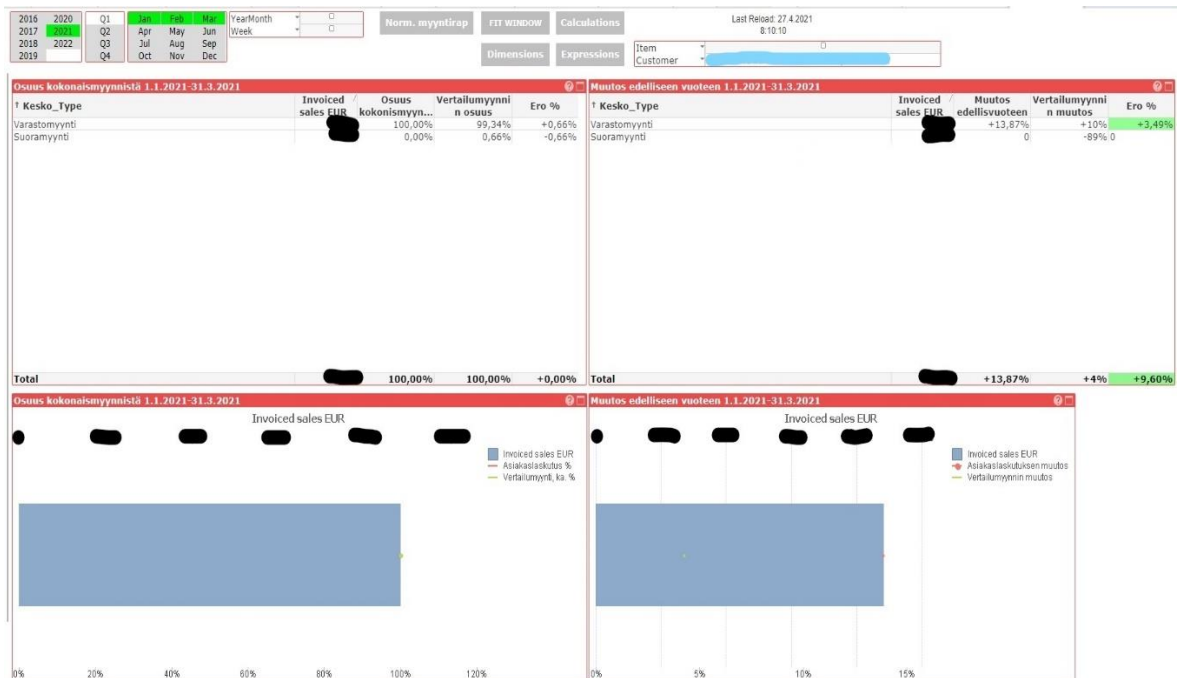 2016 2020 Q1 Jan Feb Mar YearMonth Norm. myyntirap FIT WINDOW Calculations Last Reload: 27.4.2021
2017 2021 Q2 Apr May Jun Week 8:10:10
2018 2022 Q3 Jul Aug Sep Dimensions Expressions Item
2019 Q4 Oct Nov Dec Customer
Osuus kokonaismyynnistä 1.1.2021-31.3.2021
Kesko_Type Invoiced sales EUR Osuus kokonismyyn... Vertailumyynni n osuus Ero %
Varastomyynti 100,00% 99,34% +0,66%
Suoramyynti 0,00% 0,66% -0,66%
Total 100,00% 100,00% +0,00%
Muutos edelliseen vuoteen 1.1.2021-31.3.2021
Kesko_Type Invoiced sales EUR Muutos edellisvuoteen Vertailumyynni n muutos Ero %
Varastomyynti +13,87% +10% +3,49%
Suoramyynti 0 -89% 0
Total +13,87% +4% +9,60%
Osuus kokonaismyynnistä 1.1.2021-31.3.2021
Invoiced sales EUR
Invoiced sales EUR
Asiakaslaskutus %
Vertailumyynti, ka. %
0% 20% 40% 60% 80% 100% 120%
Muutos edelliseen vuoteen 1.1.2021-31.3.2021
Invoiced sales EUR
Invoiced sales EUR
Asiakaslaskutuksen muutos
Vertailumyynnin muutos
0% 5% 10% 15%